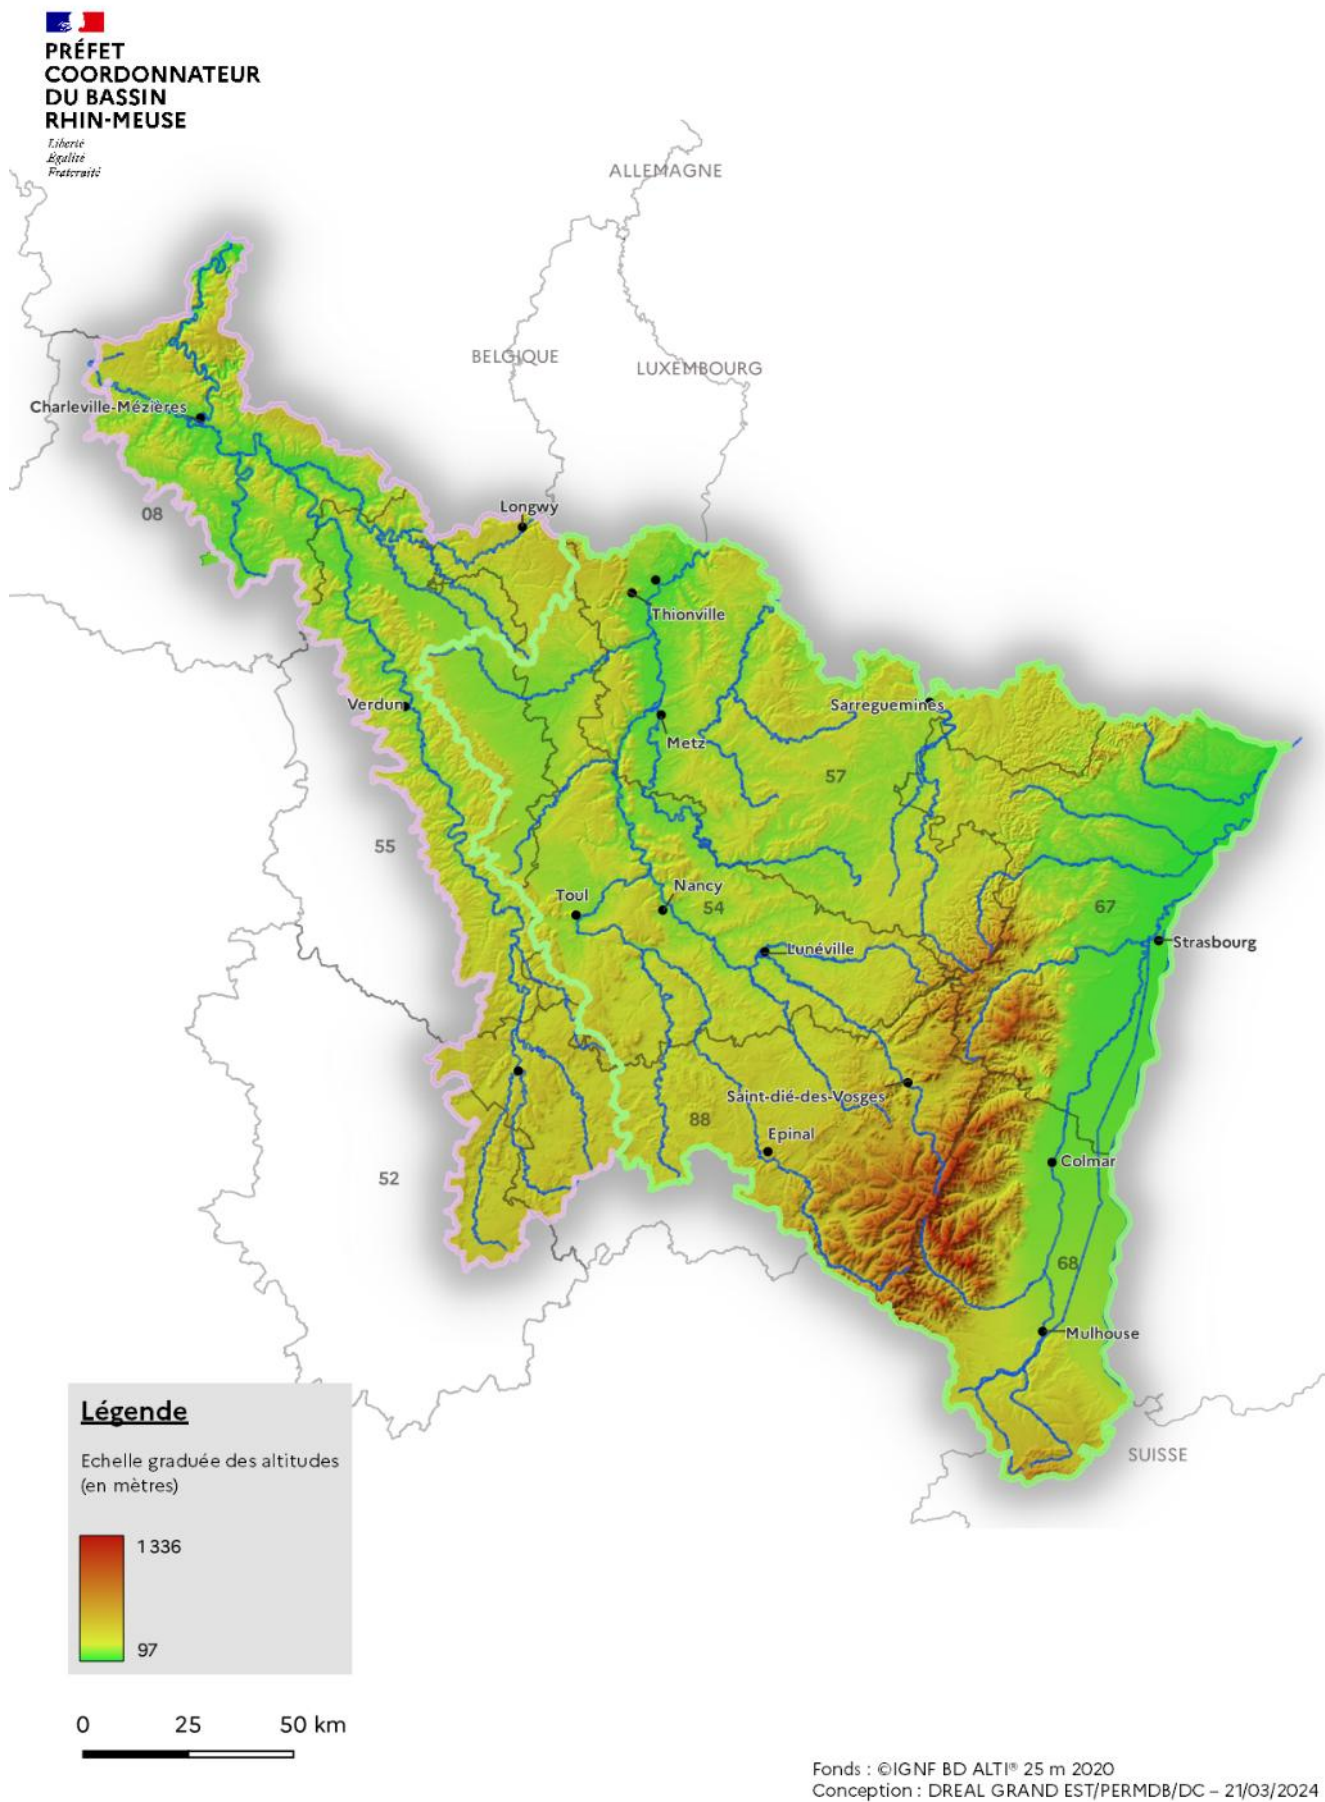 PRÉFET
COORDONNATEUR
DU BASSIN
RHIN-MEUSE
Liberté
Égalité
Fraternité
ALLEMAGNE
BELGIQUE
LUXEMBOURG
Charleville-Mézières
08
Longwy
Thionville
Verdun
Sarreguemines
Metz
57
55
Toul
Nancy
54
67
Lunéville
Strasbourg
Saint-dié-des-Vosges
88
Epinal
Colmar
52
68
Mulhouse
SUISSE
Légende
Echelle graduée des altitudes
(en mètres)
1 336
97
0 25 50 km
Fonds : ©IGNF BD ALTI® 25 m 2020
Conception : DREAL GRAND EST/PERMDB/DC – 21/03/2024